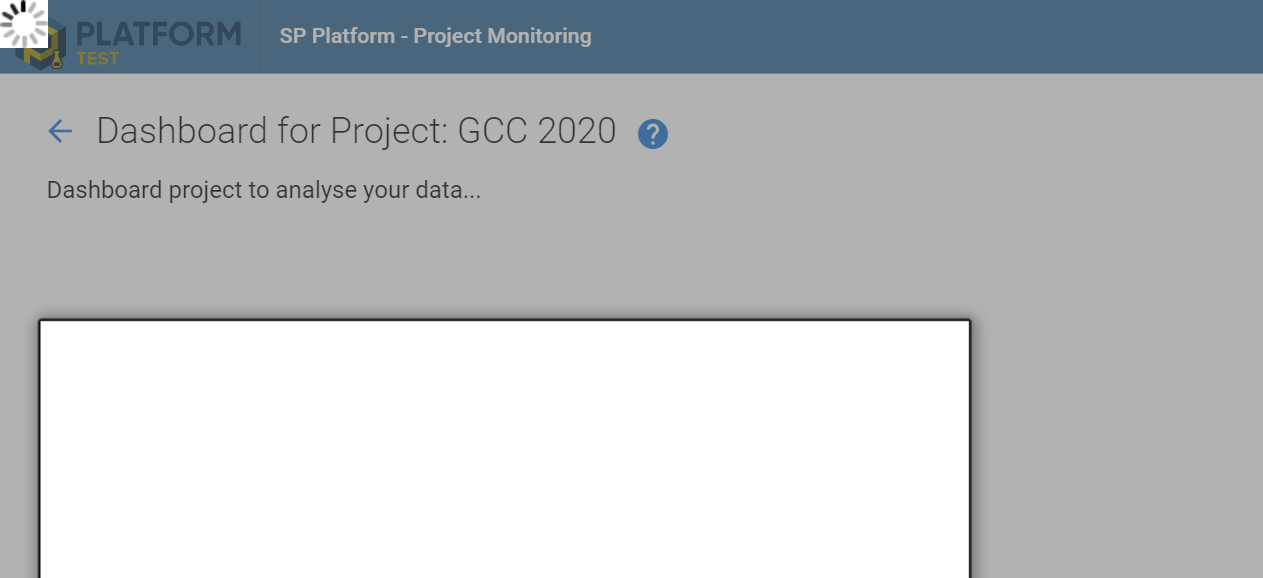 PLATFORM
TEST
SP Platform - Project Monitoring
Dashboard for Project: GCC 2020 ?
Dashboard project to analyse your data...